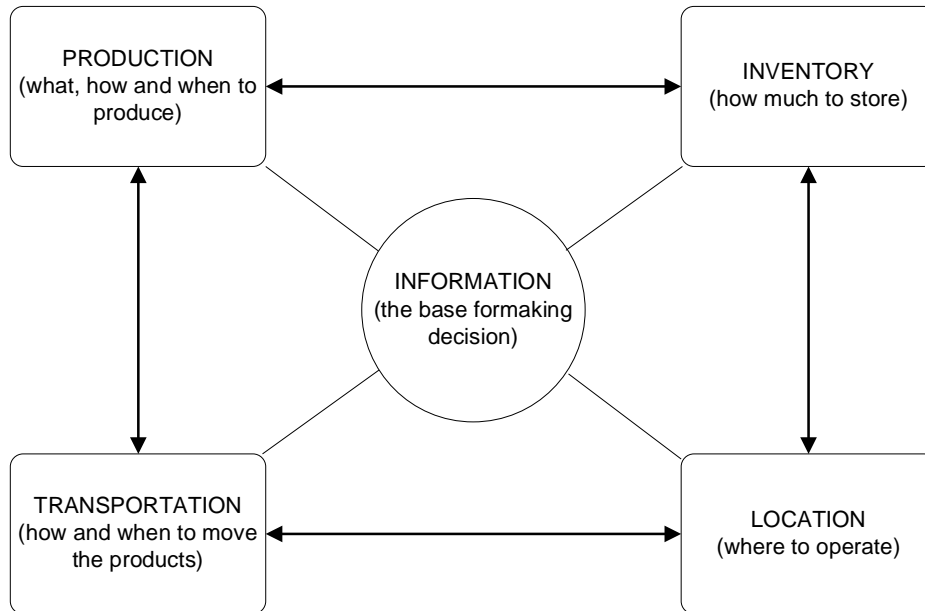 PRODUCTION
(what, how and when to
produce)
INVENTORY
(how much to store)
INFORMATION
(the base formaking
decision)
TRANSPORTATION
(how and when to move
the products)
LOCATION
(where to operate)